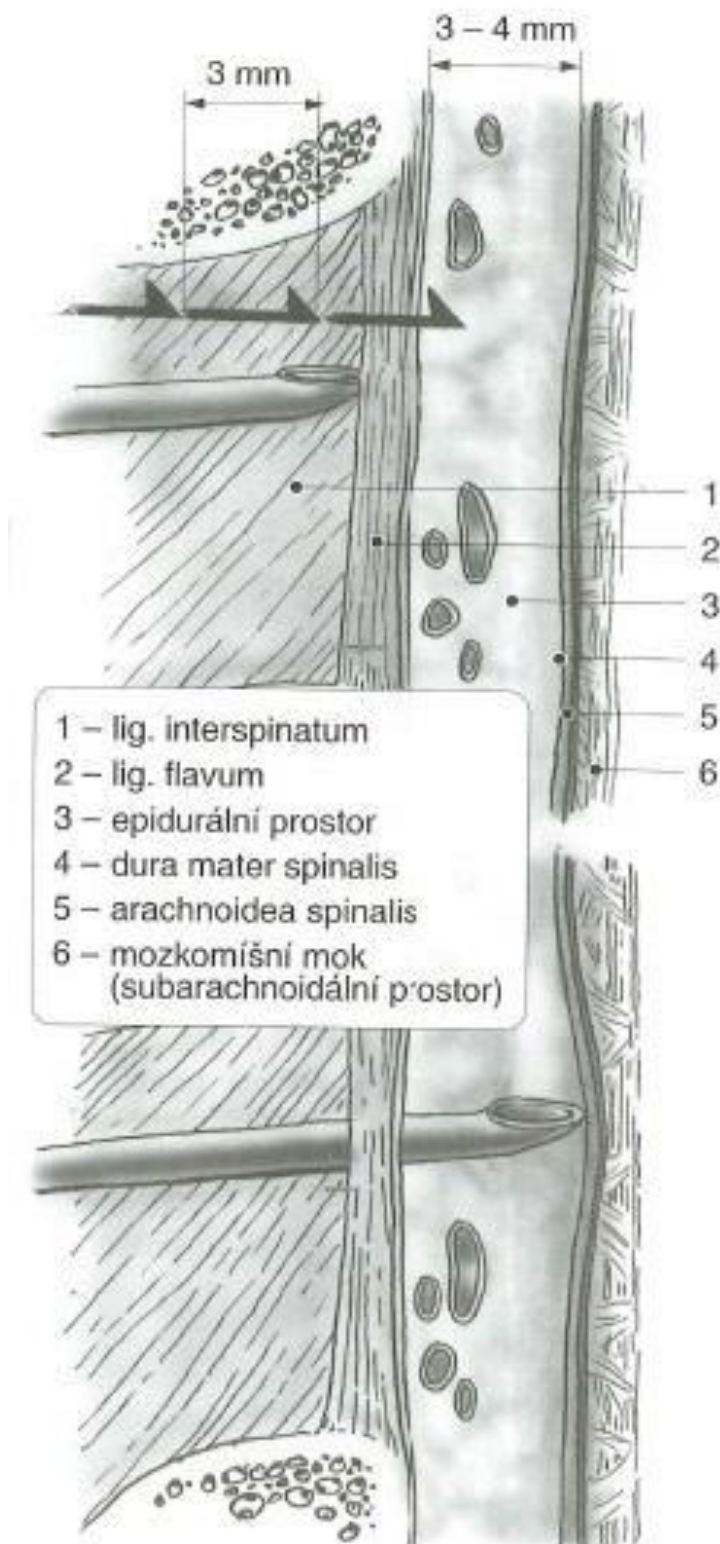 3 – 4 mm
3 mm
1
2
3
4
5
6
1 – lig. interspinatum
2 – lig. flavum
3 – epidurální prostor
4 – dura mater spinalis
5 – arachnoidea spinalis
6 – mozkomíšní mok
(subarachnoidální prostor)